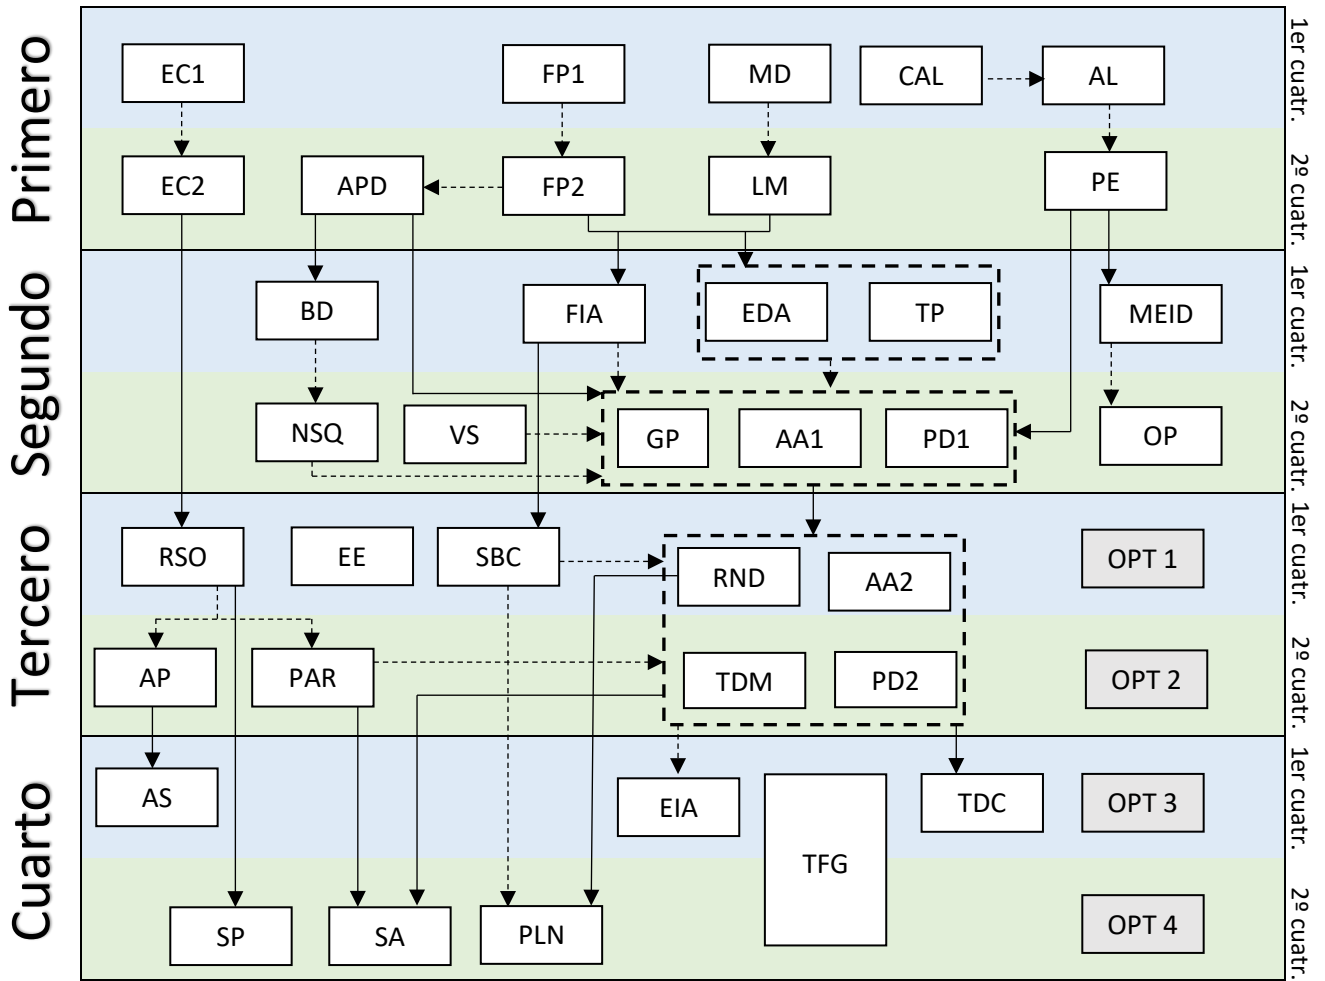 Primero
1er cuatr.
EC1
FP1
MD
CAL
AL
2º cuatr.
EC2
APD
FP2
LM
PE
Segundo
1er cuatr.
BD
FIA
EDA
TP
MEID
2º cuatr.
NSQ
VS
GP
AA1
PD1
OP
Tercero
1er cuatr.
RSO
EE
SBC
RND
AA2
OPT 1
2º cuatr.
AP
PAR
TDM
PD2
OPT 2
Cuarto
1er cuatr.
AS
EIA
TFG
TDC
OPT 3
2º cuatr.
SP
SA
PLN
OPT 4